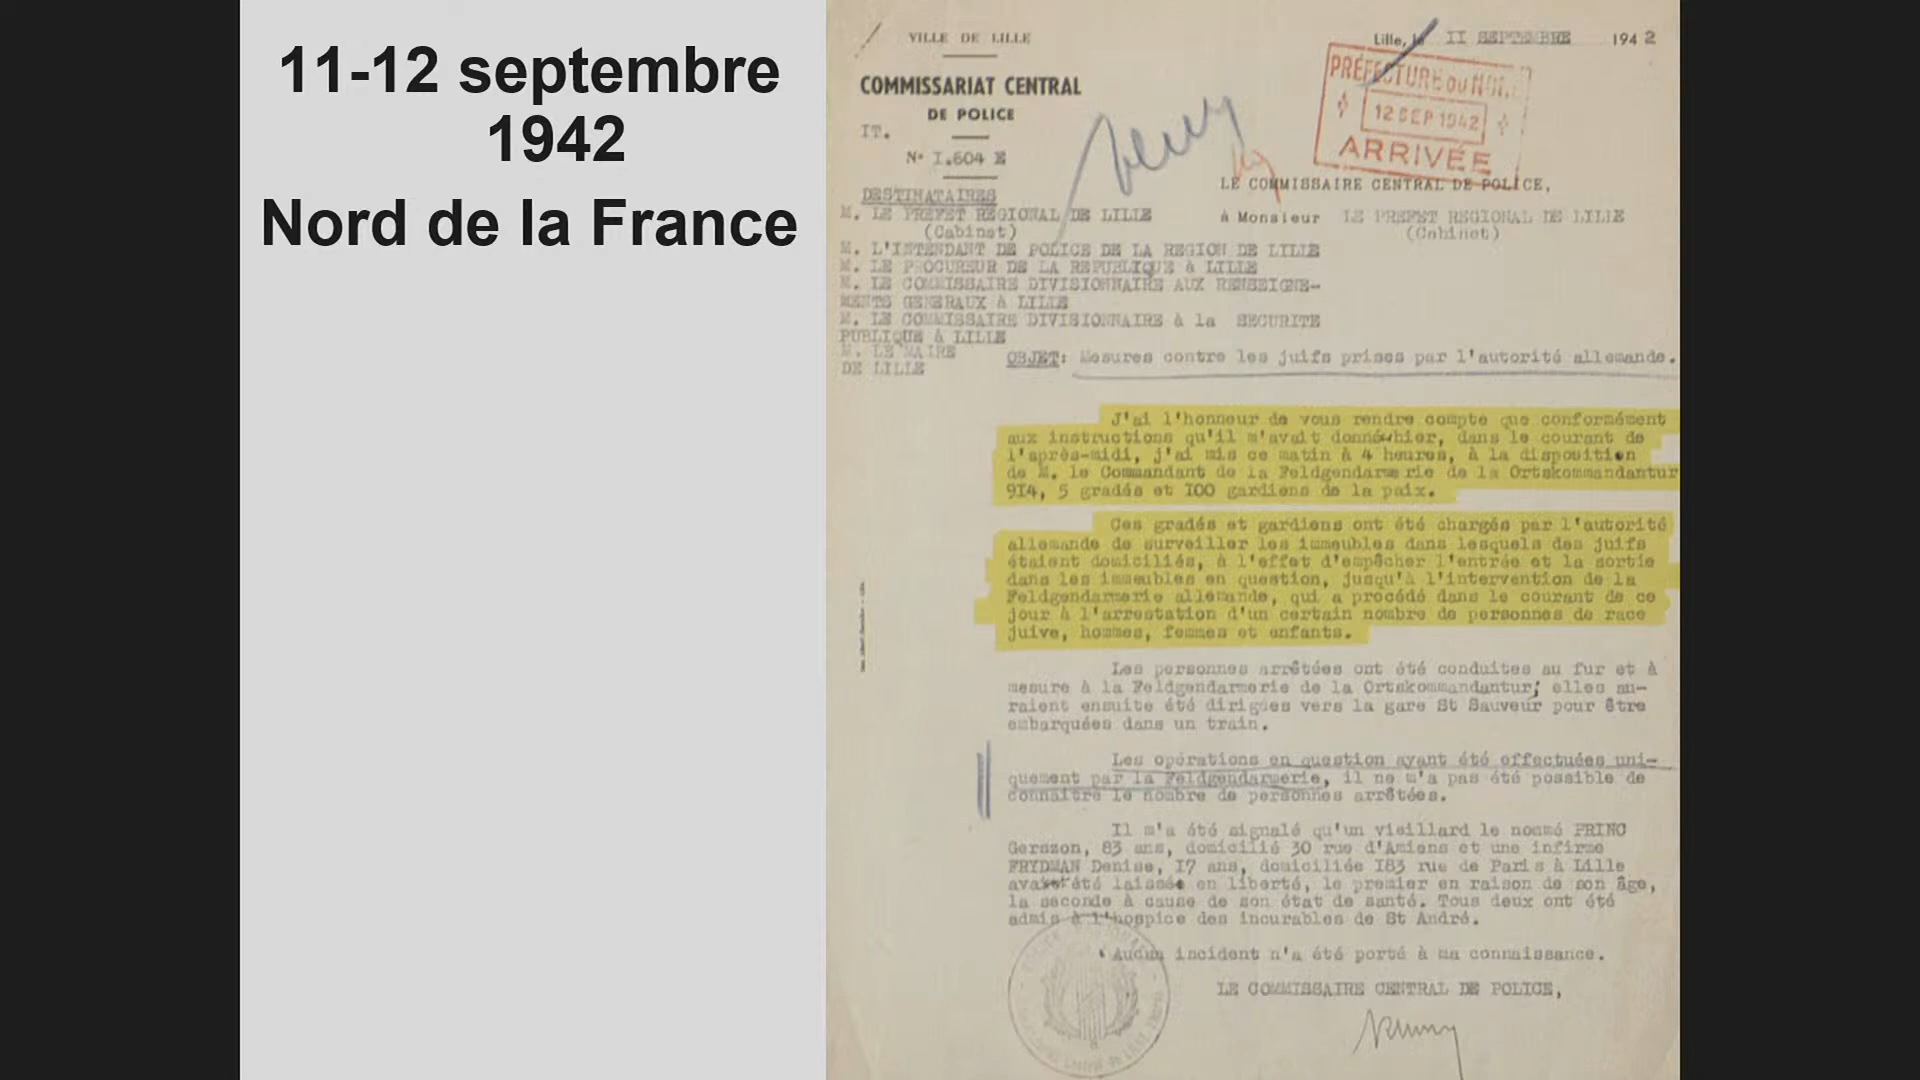 11-12 septembre
1942
Nord de la France
VILLE DE LILLE
COMMISSARIAT CENTRAL
DE POLICE
IT.
N° I.604 E
Lille, le II SEPTEMBRE 1942
PRÉFECTURE DU NORD
12 SEP 1942
ARRIVÉE
LE COMMISSAIRE CENTRAL DE POLICE,
à Monsieur LE PREFET REGIONAL DE LILLE
(Cabinet)
DESTINATAIRES
M. LE PREFET REGIONAL DE LILLE
(Cabinet)
M. L'INTENDANT DE POLICE DE LA REGION DE LILLE
M. LE PROCUREUR DE LA REPUBLIQUE à LILLE
M. LE COMMISSAIRE DIVISIONNAIRE AUX RENSEIGNE-
MENTS GENERAUX à LILLE
M. LE COMMISSAIRE DIVISIONNAIRE à la SECURITE
PUBLIQUE à LILLE
M. LE MAIRE
DE LILLE
OBJET: Mesures contre les juifs prises par l'autorité allemande.
J'ai l'honneur de vous rendre compte que conformément
aux instructions qu'il m'avait données hier, dans le courant de
l'après-midi, j'ai mis ce matin à 4 heures, à la disposition
de M. le Commandant de la Feldgendarmerie de la Ortskommandantur
914, 5 gradés et 100 gardiens de la paix.
Ces gradés et gardiens ont été chargés par l'autorité
allemande de surveiller les immeubles dans lesquels des juifs
étaient domiciliés, à l'effet d'empêcher l'entrée et la sortie
dans les immeubles en question, jusqu'à l'intervention de la
Feldgendarmerie allemande, qui a procédé dans le courant de ce
jour à l'arrestation d'un certain nombre de personnes de race
juive, hommes, femmes et enfants.
Les personnes arrêtées ont été conduites au fur et à
mesure à la Feldgendarmerie de la Ortskommandantur; elles au-
raient ensuite été dirigées vers la gare St Sauveur pour être
embarquées dans un train.
Les opérations en question ayant été effectuées uni-
quement par la Feldgendarmerie, il ne m'a pas été possible de
connaître le nombre de personnes arrêtées.
Il m'a été signalé qu'un vieillard le nommé PRINC
Gerszon, 83 ans, domicilié 30 rue d'Amiens et une infirme
FRYDMAN Denise, 17 ans, domiciliée 183 rue de Paris à Lille
été laissés en liberté, le premier en raison de son âge,
la seconde à cause de son état de santé. Tous deux ont été
admis à l'hospice des incurables de St André.
Aucun incident n'a été porté à ma connaissance.
LE COMMISSAIRE CENTRAL DE POLICE,